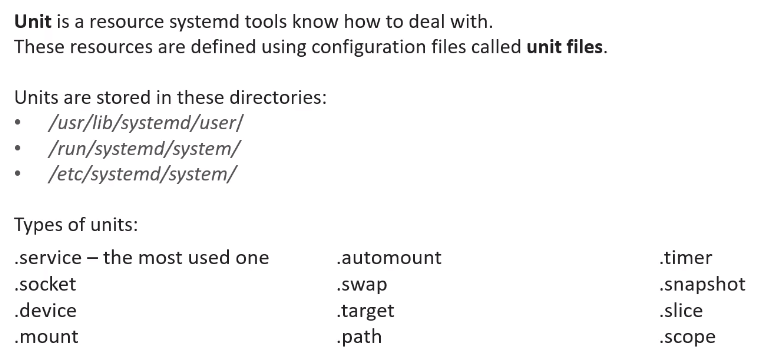 Unit is a resource systemd tools know how to deal with.
These resources are defined using configuration files called unit files.
Units are stored in these directories:
• /usr/lib/systemd/user/
• /run/systemd/system/
• /etc/systemd/system/
Types of units:
.service – the most used one .automount .timer
.socket .swap .snapshot
.device .target .slice
.mount .path .scope